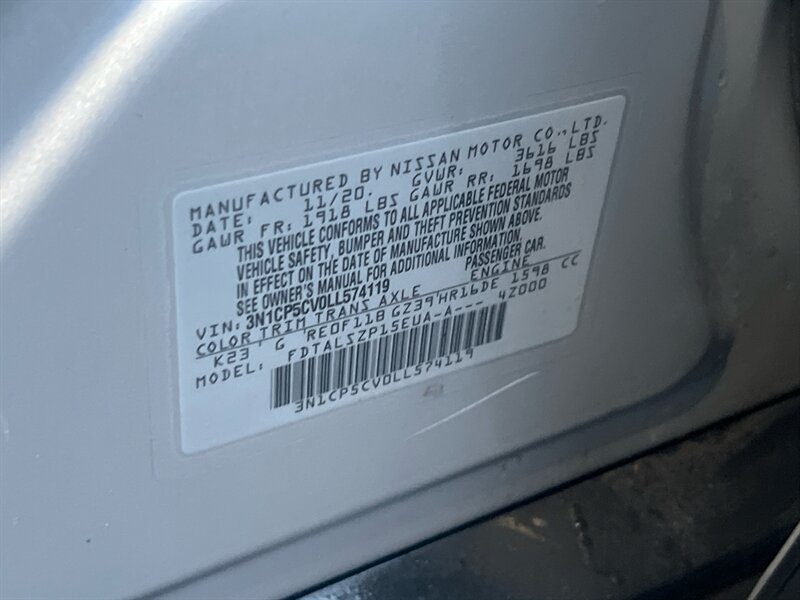 MANUFACTURED BY NISSAN MOTOR CO., LTD.
DATE: 11/20. GVWR: 3616 LBS
GAWR FR: 1918 LBS GAWR RR: 1698 LBS
THIS VEHICLE CONFORMS TO ALL APPLICABLE FEDERAL MOTOR
VEHICLE SAFETY, BUMPER AND THEFT PREVENTION STANDARDS
IN EFFECT ON THE DATE OF MANUFACTURE SHOWN ABOVE.
SEE OWNER'S MANUAL FOR ADDITIONAL INFORMATION.
VIN: 3N1CP5CV0LL574119 PASSENGER CAR.
COLOR TRIM TRANS AXLE ENGINE
K23 G RE0F11B GZ39 HR16DE 1598 CC
MODEL: FDTALSZP15EUA-A--- 4Z000
3N1CP5CV0LL574119